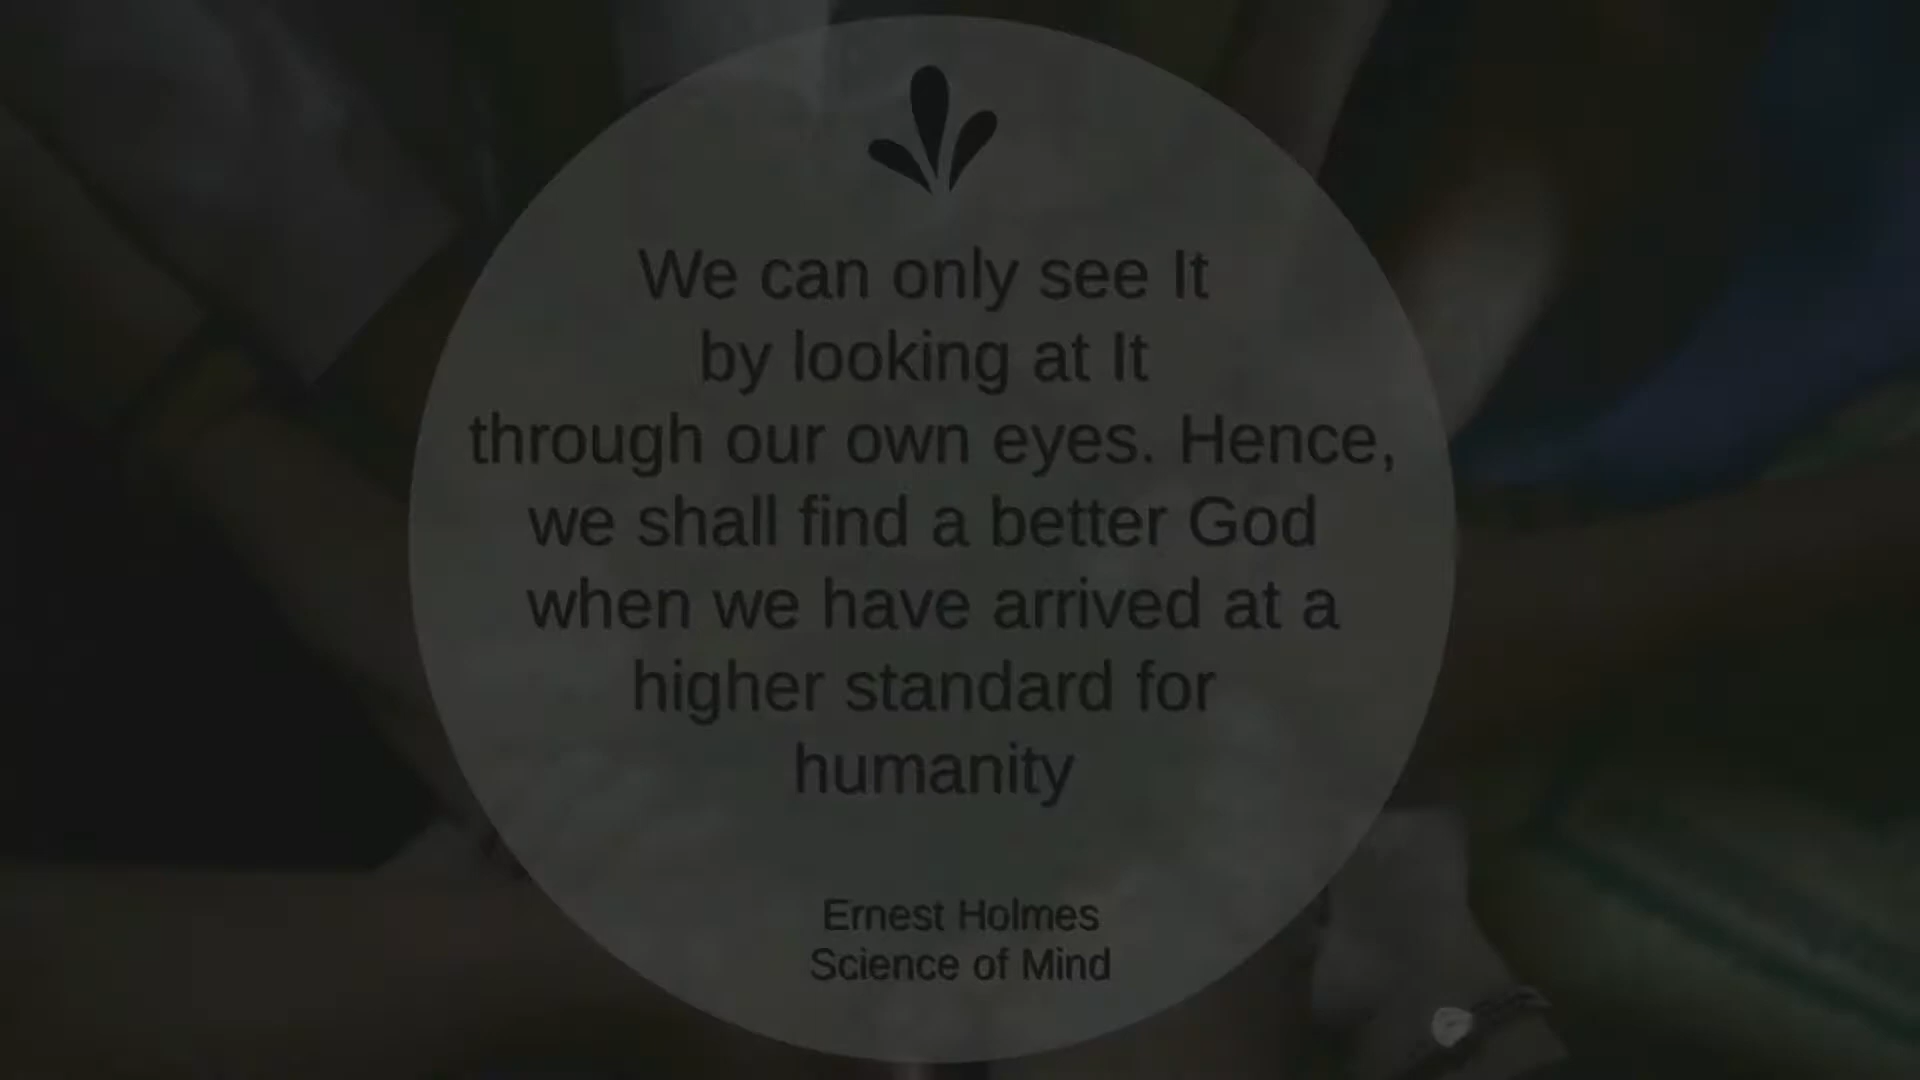 We can only see It
by looking at It
through our own eyes. Hence,
we shall find a better God
when we have arrived at a
higher standard for
humanity
Ernest Holmes
Science of Mind